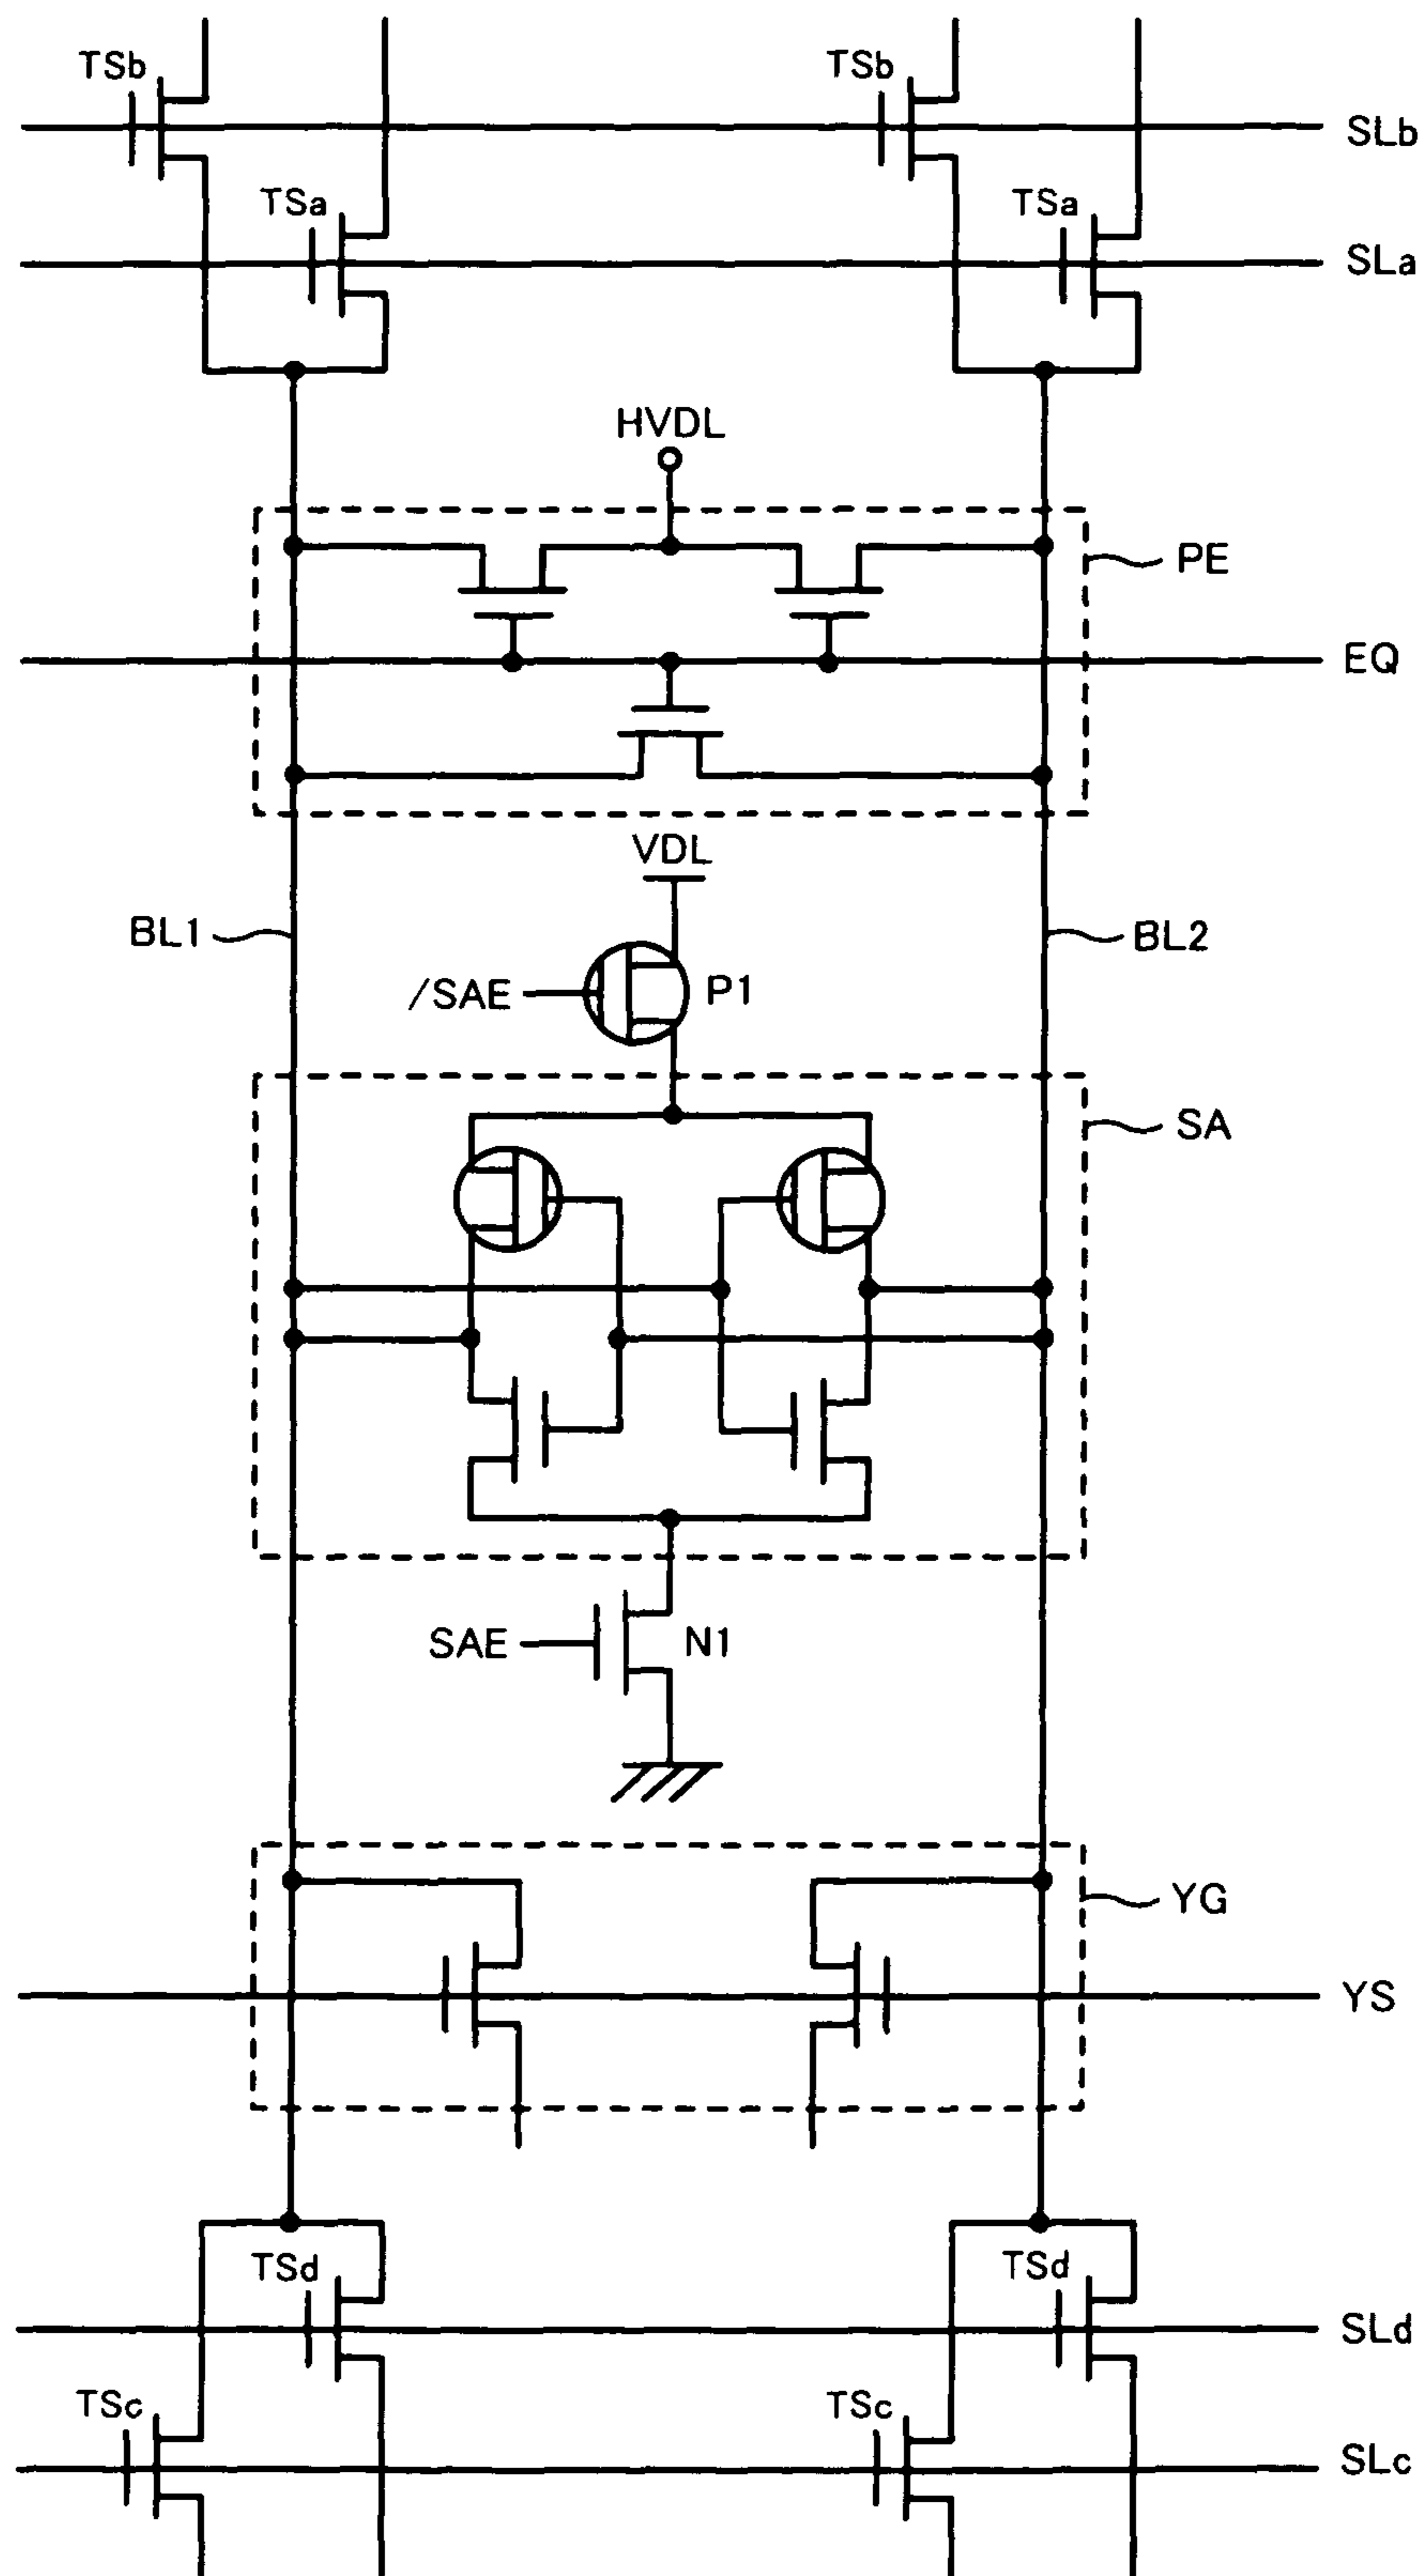 TSb
TSb
SLb
TSa
TSa
SLa
HVDL
PE
EQ
VDL
BL1
BL2
/SAE
P1
SA
SAE
N1
YG
YS
TSd
TSd
SLd
TSc
TSc
SLc